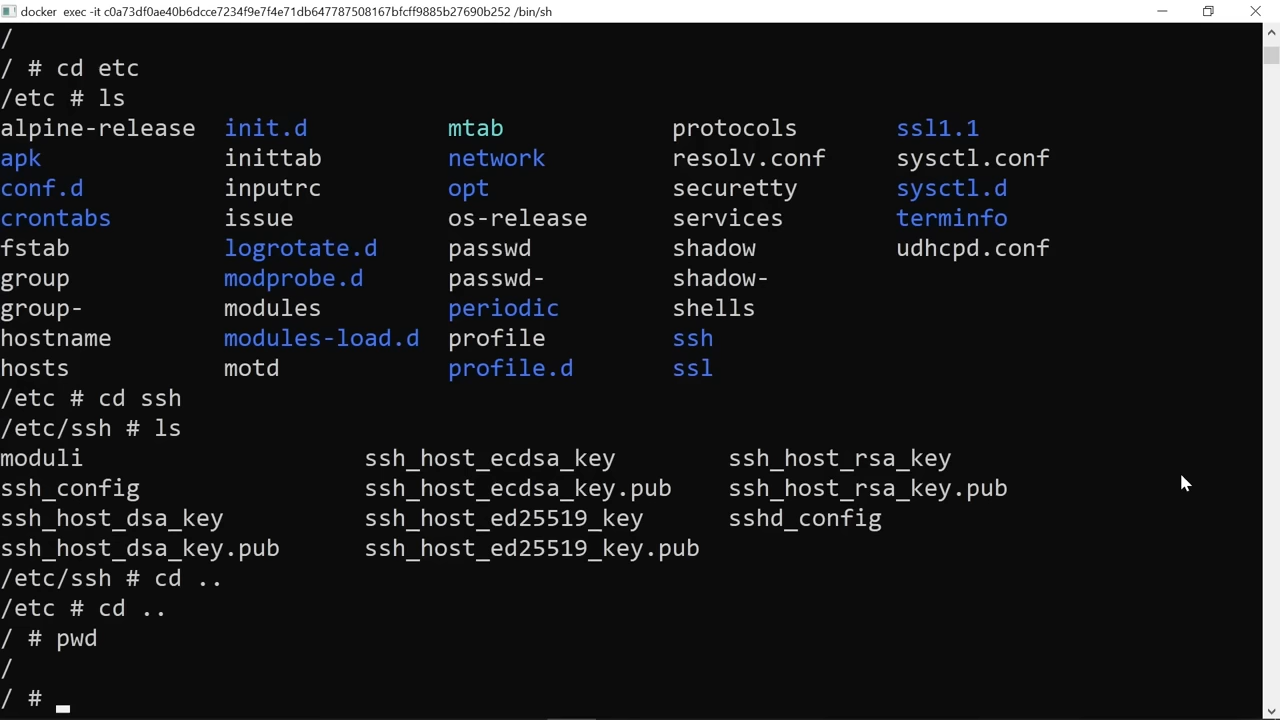 docker exec -it c0a73df0ae40b6dcce7234f9e7f4e71db647787508167bfcff9885b27690b252 /bin/sh
/
/ # cd etc
/etc # ls
alpine-release init.d mtab protocols ssl1.1
apk inittab network resolv.conf sysctl.conf
conf.d inputrc opt securetty sysctl.d
crontabs issue os-release services terminfo
fstab logrotate.d passwd shadow udhcpd.conf
group modprobe.d passwd- shadow-
group- modules periodic shells
hostname modules-load.d profile ssh
hosts motd profile.d ssl
/etc # cd ssh
/etc/ssh # ls
moduli ssh_host_ecdsa_key ssh_host_rsa_key
ssh_config ssh_host_ecdsa_key.pub ssh_host_rsa_key.pub
ssh_host_dsa_key ssh_host_ed25519_key sshd_config
ssh_host_dsa_key.pub ssh_host_ed25519_key.pub
/etc/ssh # cd ..
/etc # cd ..
/ # pwd
/
/ #